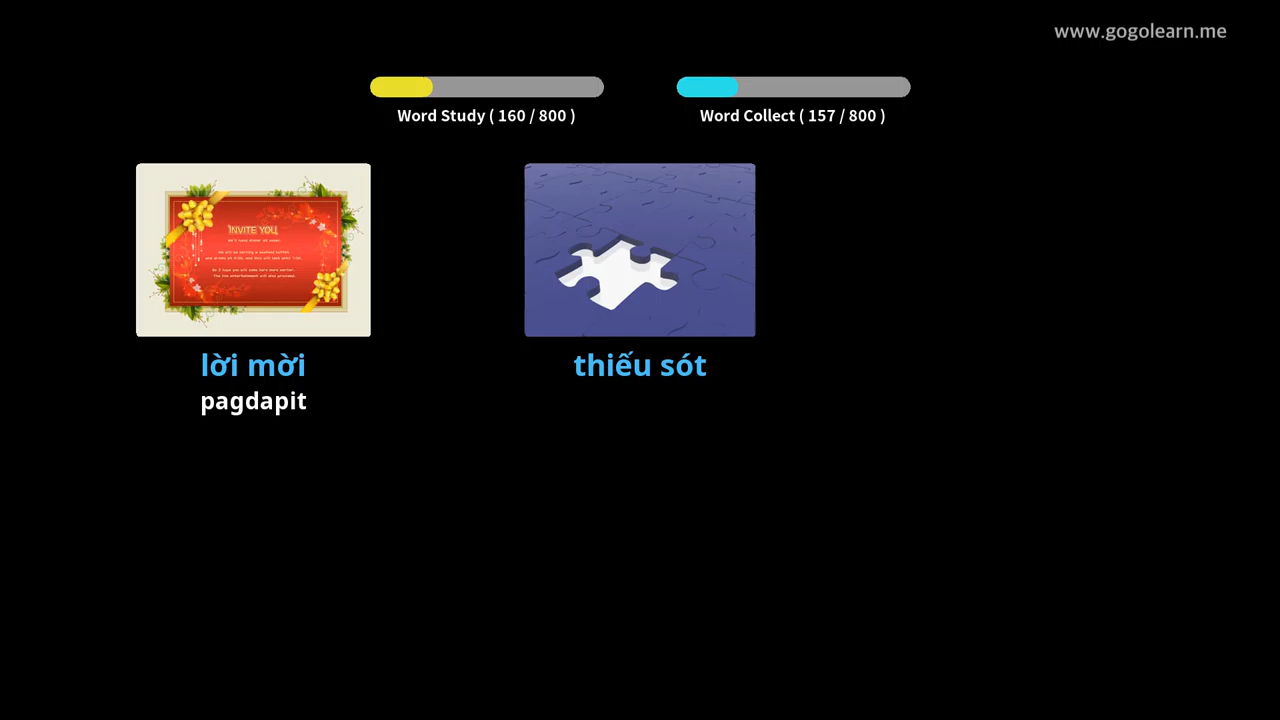 www.gogolearn.me
Word Study ( 160 / 800 )
Word Collect ( 157 / 800 )
INVITE YOU
lời mời
pagdapit
thiếu sót